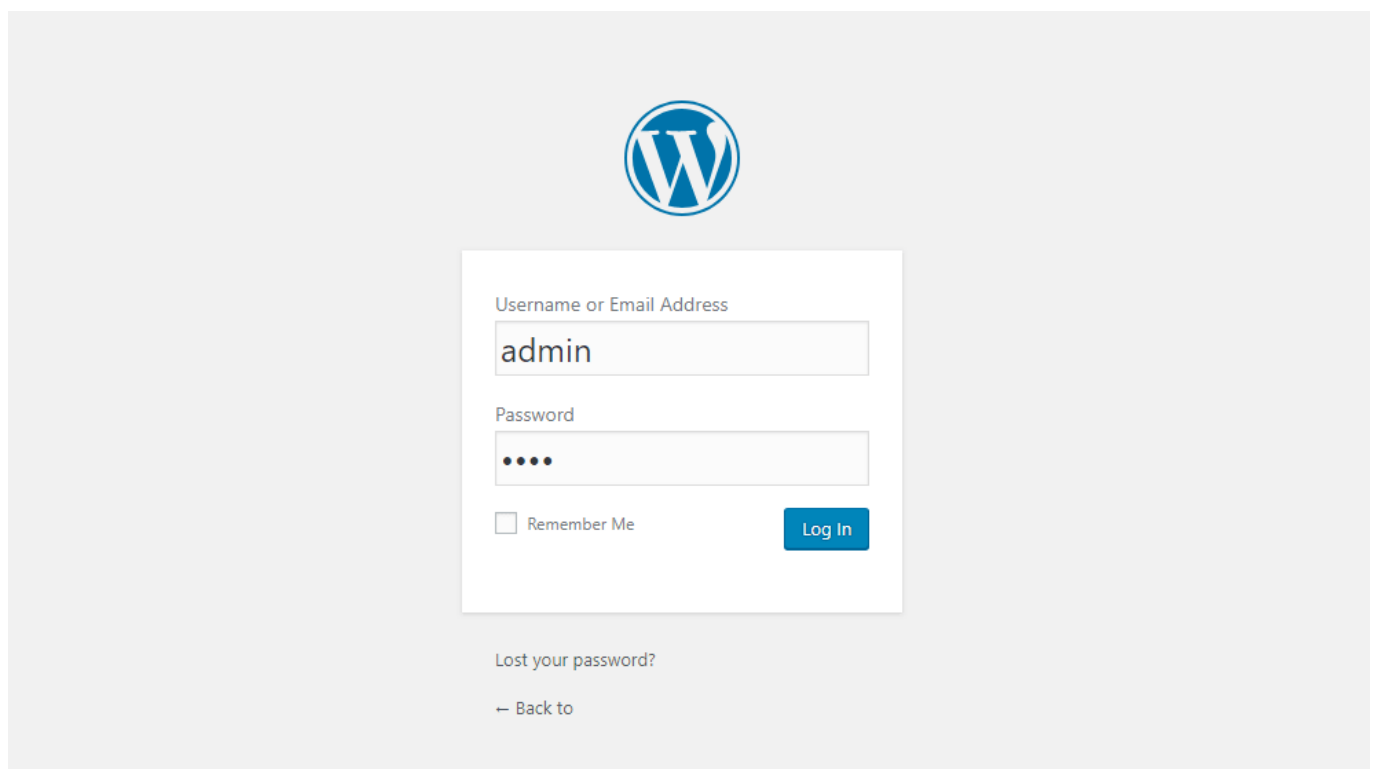 W
Username or Email Address
admin
Password
••••
Remember Me
Log In
Lost your password?
← Back to